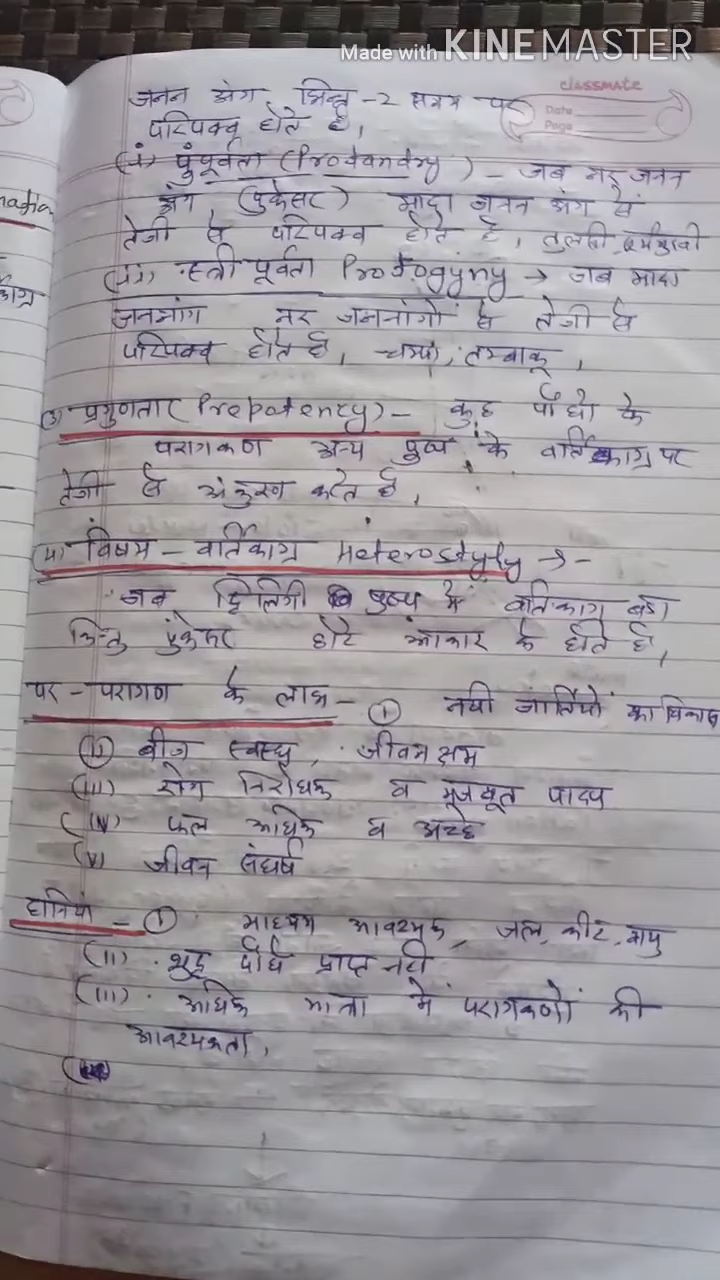 Made with KINEMASTER
classmate
Date
Page
जनन अंग भिन्न-2 समय पर
परिपक्व होते है,
(i) पुंपूर्वता (Protandry) - जब नर जनन
अंग (पुंकेसर) मादा जनन अंग से
तेजी से परिपक्व होते है, तुलसी, सूर्यमुखी
(ii) स्त्रीपूर्वता Protogyny → जब मादा
जनमांग नर जननांगों से तेजी से
परिपक्व होते है, चम्पा, तम्बाकू,
(3) प्रगुणतार (Prepotency) - कुछ पौधो के
परागकण अन्य पुष्प के वर्तिकाग्र पर
तेजी से अंकुरण करते है,
(4) विषम - वर्तिकाग्र Heterostyly →-
जब द्विलिंगी पुष्प में वर्तिकाग्र बडा
किन्तु पुंकेसर छोटे आकार के होते है,
पर-परागण के लाभ - (i) नयी जातियों का विकास
(ii) बीज स्वस्थ, जीवनक्षम
(iii) रोग निरोधक व मजबूत पादप
(iv) फल अधिक व अच्छे
(v) जीवन संघर्ष
हानियां - (i) माध्यम आवश्यक, जल, कीट, वायु
(ii) शुद्ध पौधे प्राप्त नही
(iii) अधिक मात्रा में परागकणों की
आवश्यकता,